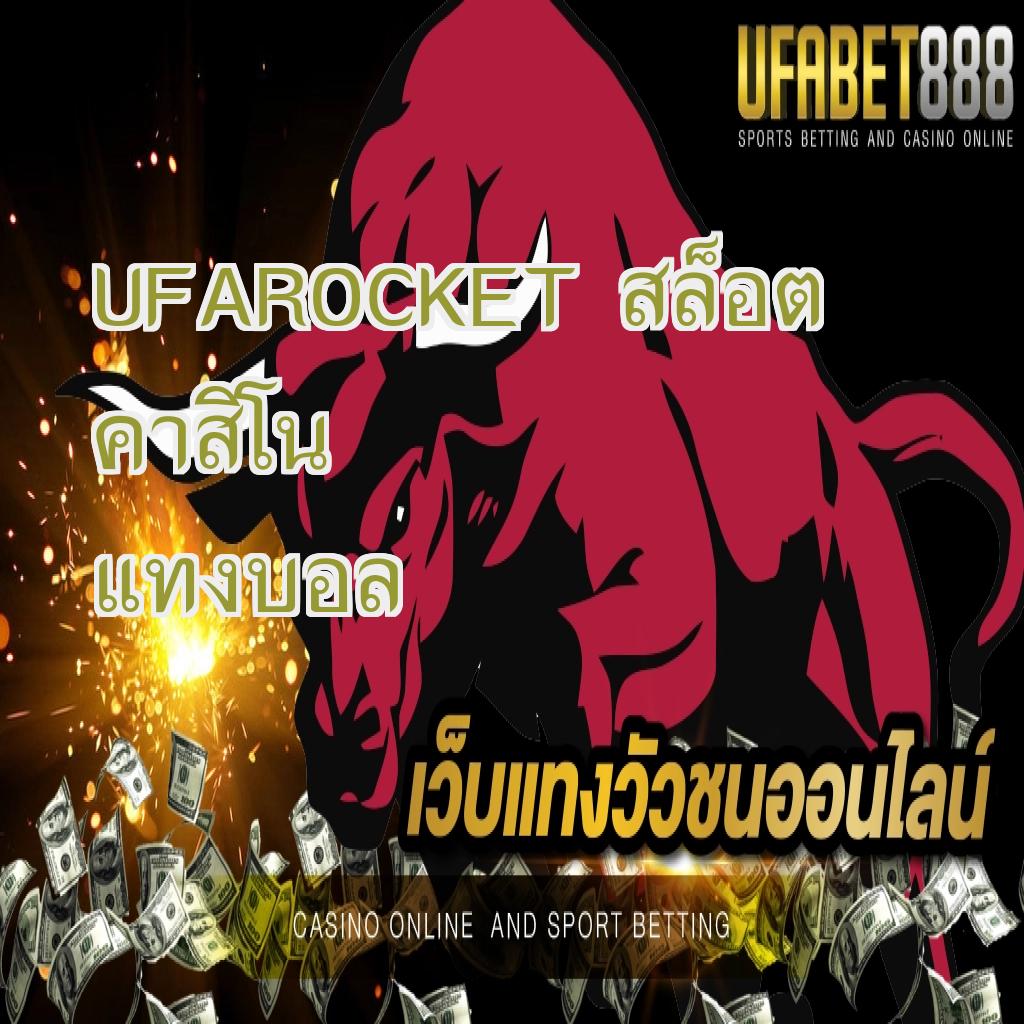 UFABET888
SPORTS BETTING AND CASINO ONLINE
UFAROCKET สล็อต
คาสิโน
แทงบอล
เว็บแทงวัวชนออนไลน์
CASINO ONLINE AND SPORT BETTING